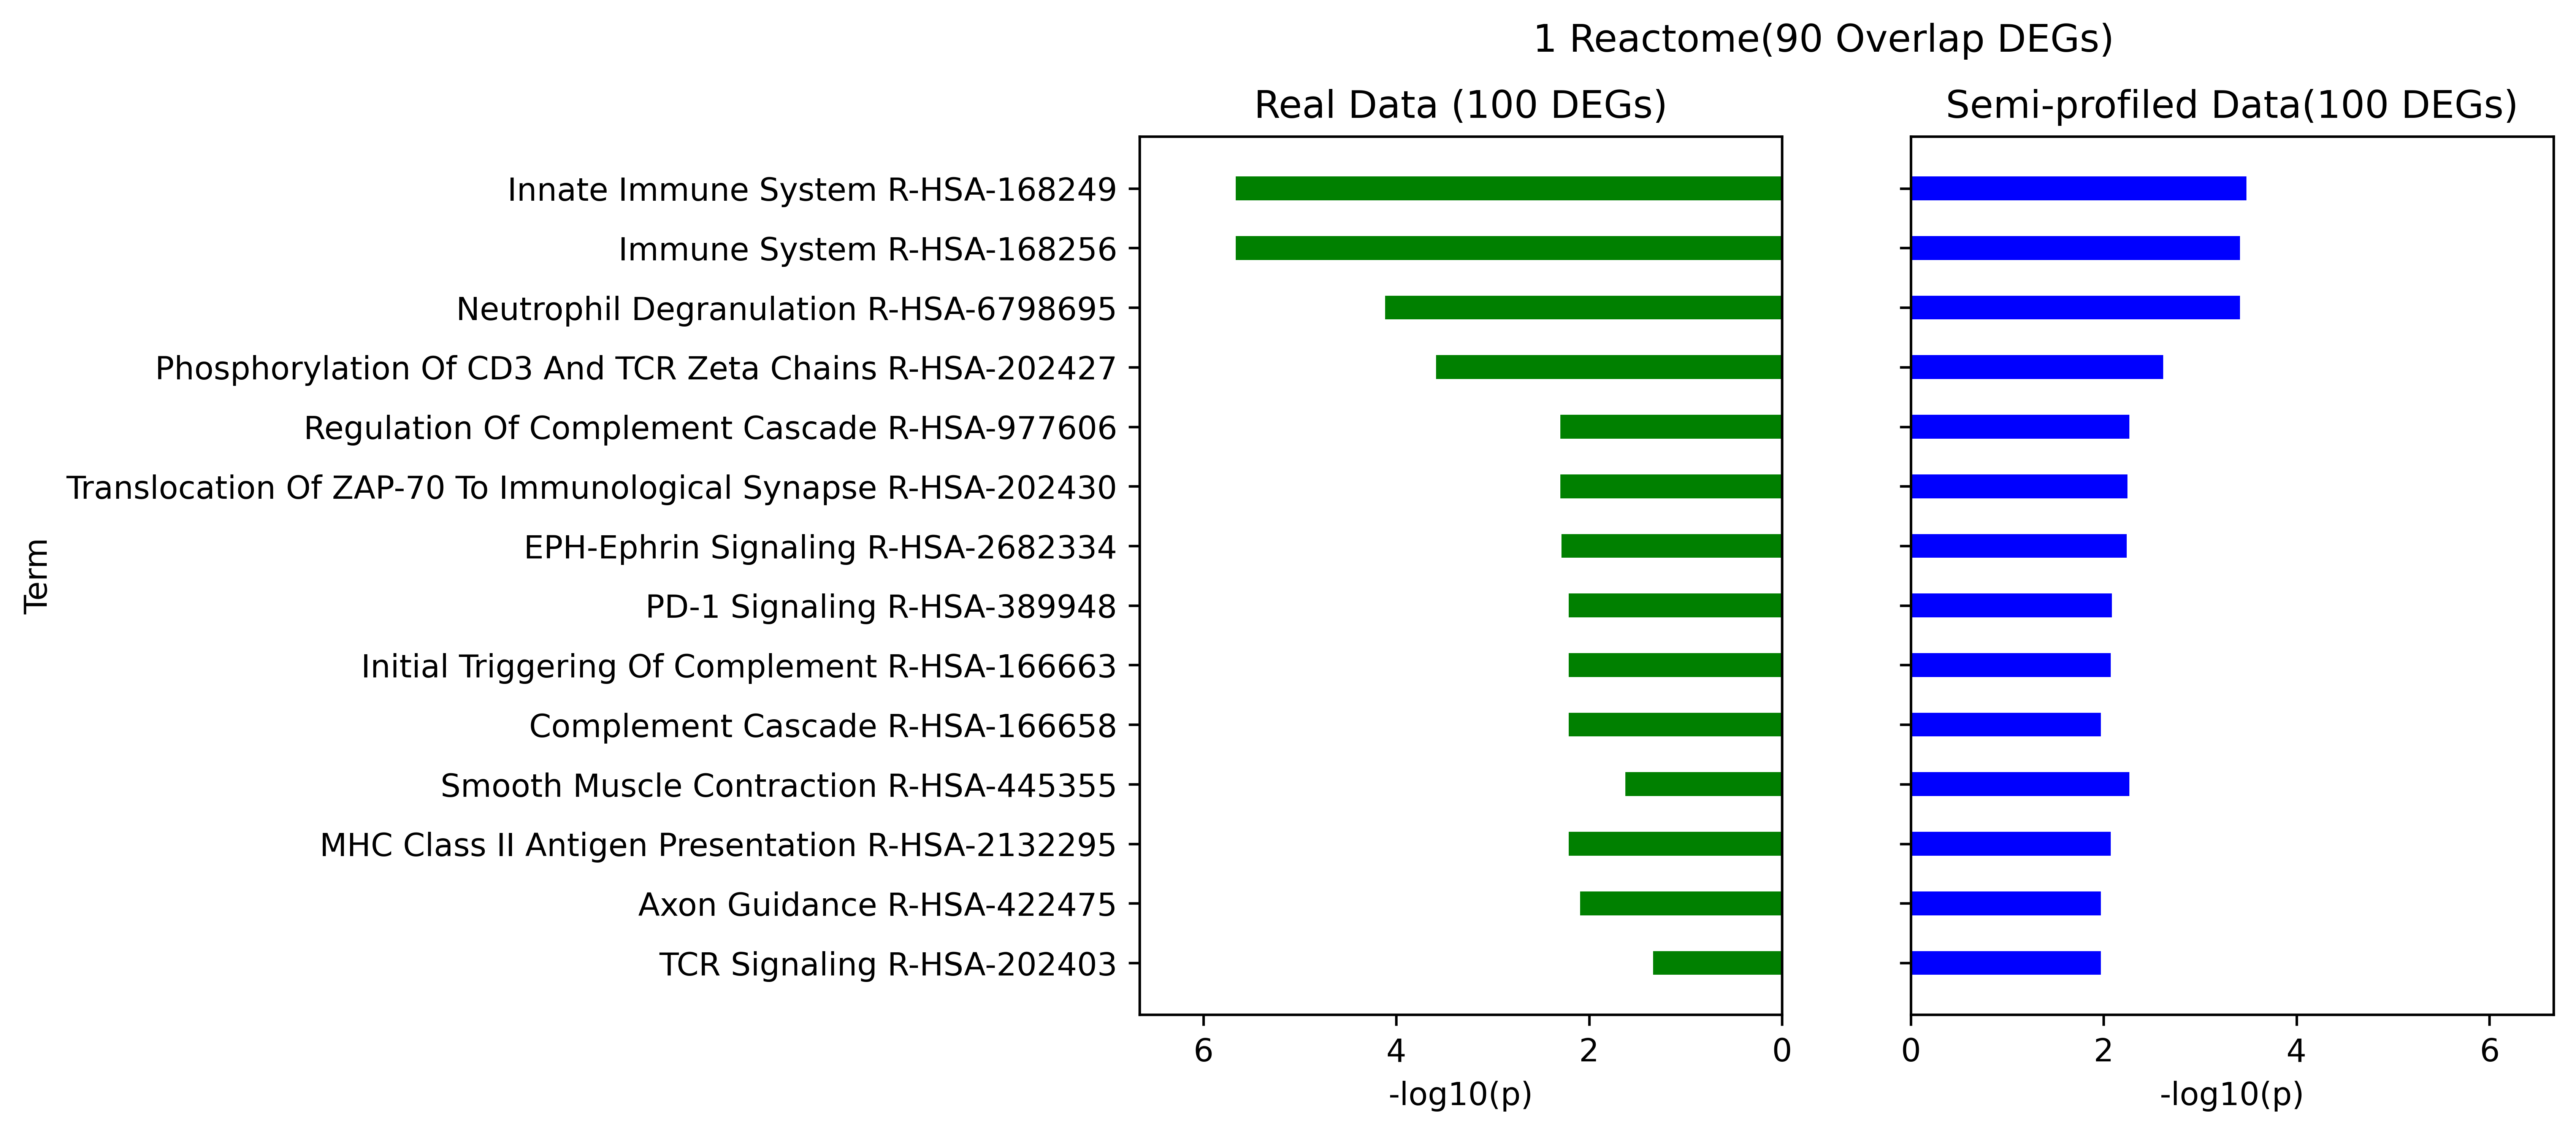 1 Reactome(90 Overlap DEGs)
Real Data (100 DEGs)
Semi-profiled Data(100 DEGs)
Term
Innate Immune System R-HSA-168249
Immune System R-HSA-168256
Neutrophil Degranulation R-HSA-6798695
Phosphorylation Of CD3 And TCR Zeta Chains R-HSA-202427
Regulation Of Complement Cascade R-HSA-977606
Translocation Of ZAP-70 To Immunological Synapse R-HSA-202430
EPH-Ephrin Signaling R-HSA-2682334
PD-1 Signaling R-HSA-389948
Initial Triggering Of Complement R-HSA-166663
Complement Cascade R-HSA-166658
Smooth Muscle Contraction R-HSA-445355
MHC Class II Antigen Presentation R-HSA-2132295
Axon Guidance R-HSA-422475
TCR Signaling R-HSA-202403
6 4 2 0
0 2 4 6
-log10(p)
-log10(p)